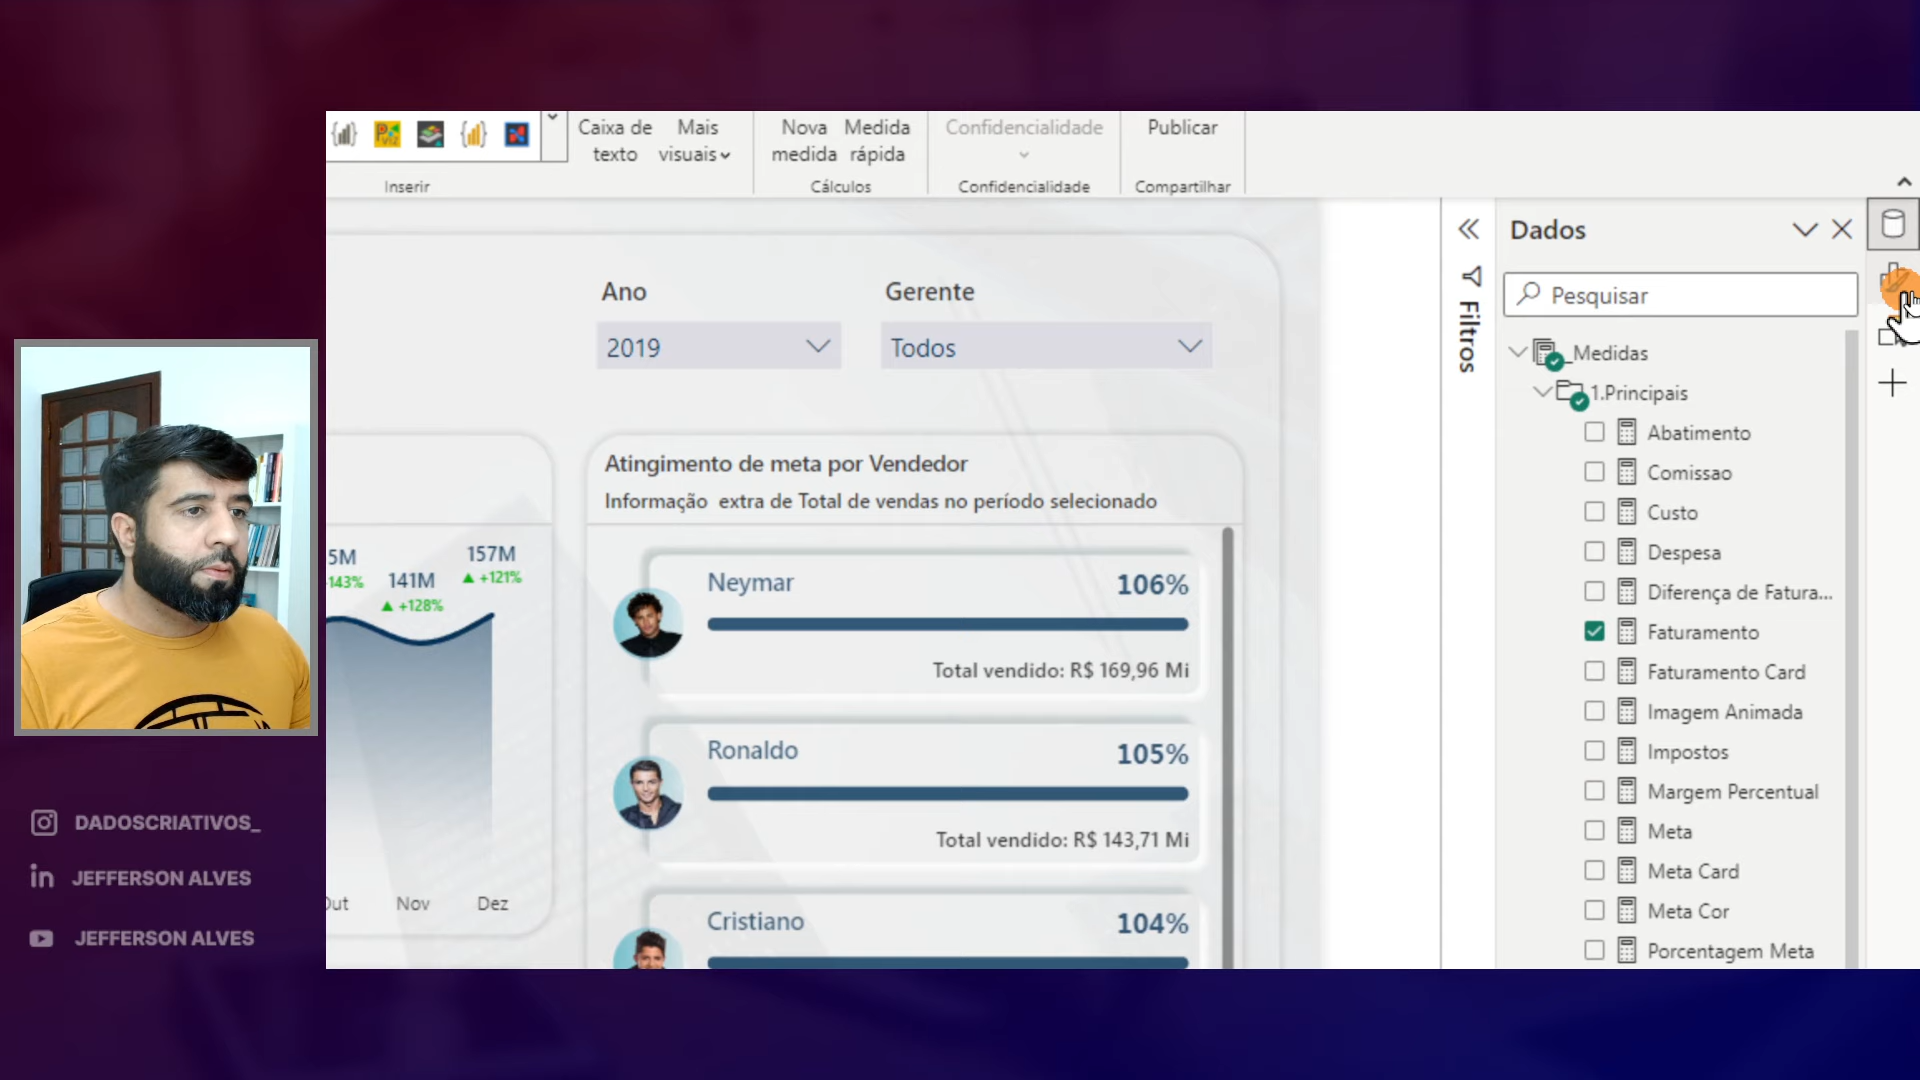 Caixa de texto
Mais visuais
Nova medida
Medida rápida
Confidencialidade
Publicar
Inserir
Cálculos
Confidencialidade
Compartilhar
Ano
2019
Gerente
Todos
Atingimento de meta por Vendedor
Informação extra de Total de vendas no período selecionado
5M
143%
141M
▲ +128%
157M
▲ +121%
Out
Nov
Dez
Neymar
106%
Total vendido: R$ 169,96 Mi
Ronaldo
105%
Total vendido: R$ 143,71 Mi
Cristiano
104%
Filtros
Dados
Pesquisar
_Medidas
1.Principais
Abatimento
Comissao
Custo
Despesa
Diferença de Fatura...
Faturamento
Faturamento Card
Imagem Animada
Impostos
Margem Percentual
Meta
Meta Card
Meta Cor
Porcentagem Meta
DADOSCRIATIVOS_
JEFFERSON ALVES
JEFFERSON ALVES